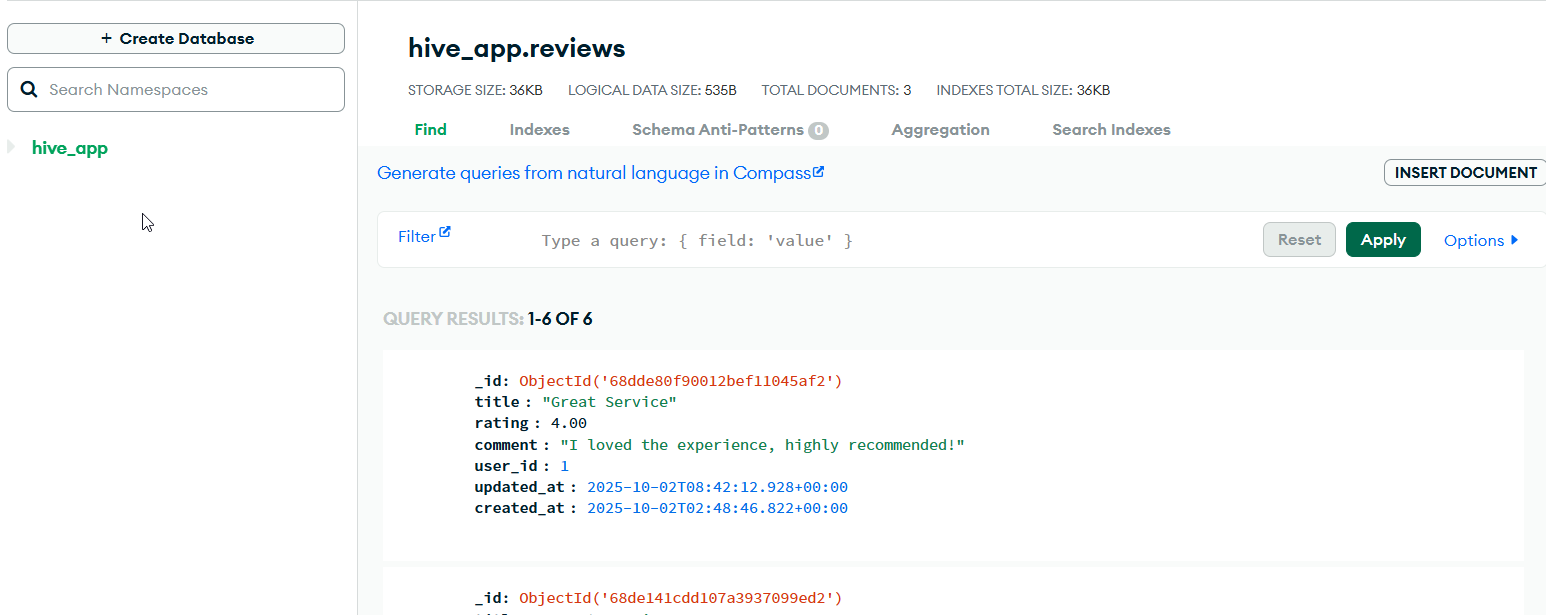 + Create Database
Search Namespaces
hive_app
hive_app.reviews
STORAGE SIZE: 36KB LOGICAL DATA SIZE: 535B TOTAL DOCUMENTS: 3 INDEXES TOTAL SIZE: 36KB
Find Indexes Schema Anti-Patterns 0 Aggregation Search Indexes
Generate queries from natural language in Compass
INSERT DOCUMENT
Filter Type a query: { field: 'value' } Reset Apply Options
QUERY RESULTS: 1-6 OF 6
_id: ObjectId('68dde80f90012bef11045af2')
title : "Great Service"
rating : 4.00
comment : "I loved the experience, highly recommended!"
user_id : 1
updated_at : 2025-10-02T08:42:12.928+00:00
created_at : 2025-10-02T02:48:46.822+00:00
_id: ObjectId('68de141cdd107a3937099ed2')